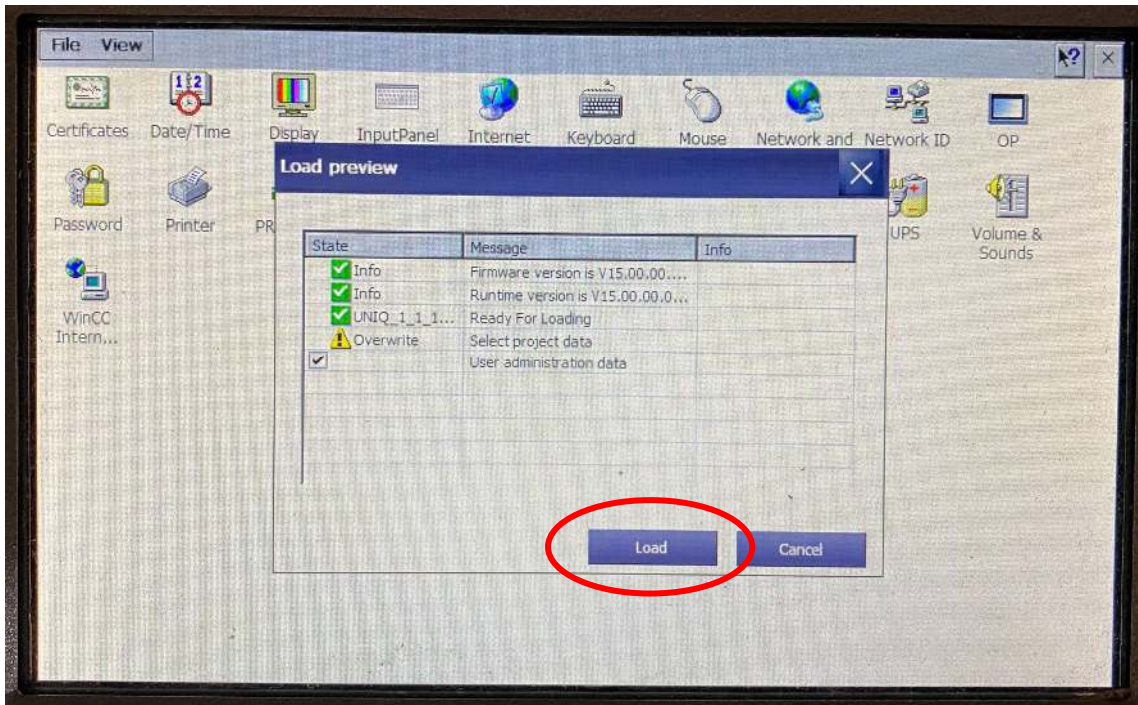 File View
Certificates Date/Time Display InputPanel Internet Keyboard Mouse Network and Network ID OP
Load preview
Password Printer PR UPS Volume &
Sounds
State Message Info
Info Firmware version is V15.00.00....
Info Runtime version is V15.00.00.0...
UNIQ_1_1_1... Ready For Loading
Overwrite Select project data
User administration data
WinCC
Intern...
Load Cancel